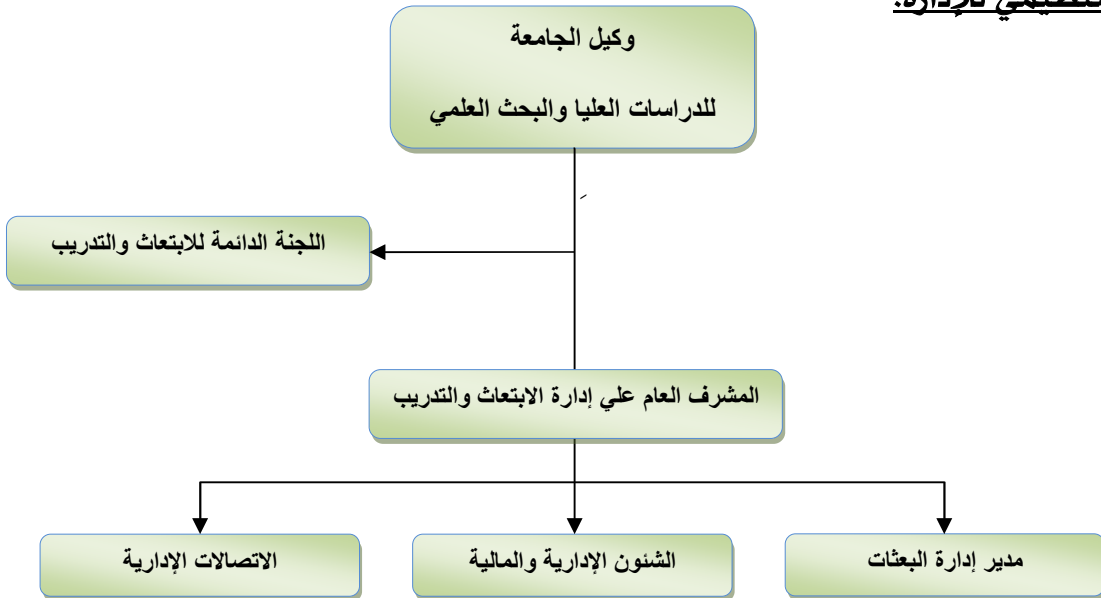 للإدارة:
وكيل الجامعة
للدراسات العليا والبحث العلمي
اللجنة الدائمة للابتعاث والتدريب
المشرف العام علي إدارة الابتعاث والتدريب
مدير إدارة البعثات
الشئون الإدارية والمالية
الاتصالات الإدارية